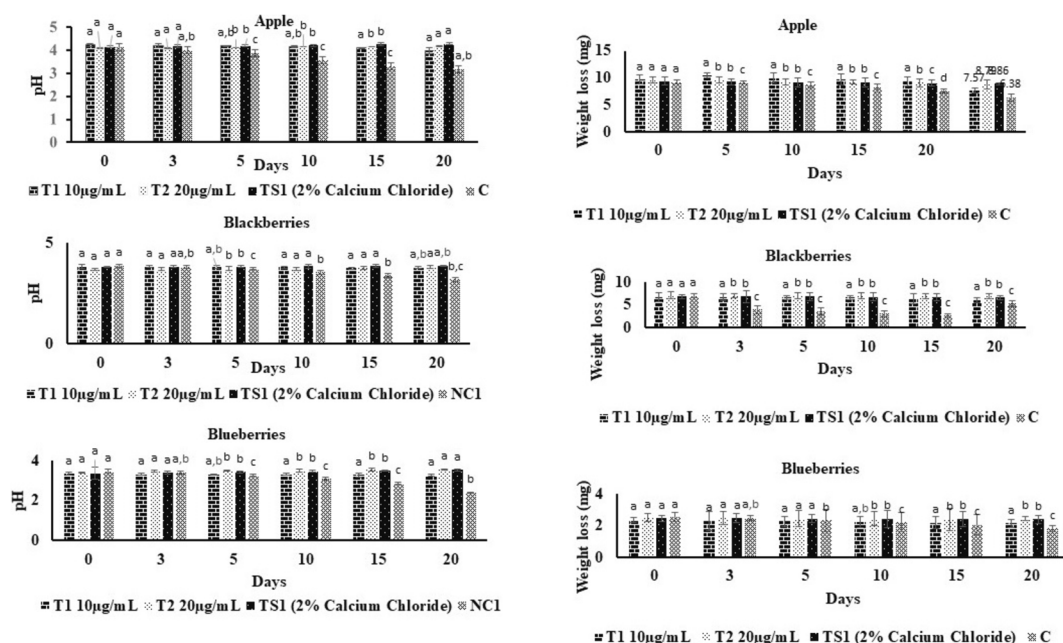 Apple
a a a a a a a a,b a,b b b c a,b b b c a b b c a b b a,b
pH
5
4
3
2
1
0
0 3 5 10 15 20
Days
T1 10µg/mL T2 20µg/mL TS1 (2% Calcium Chloride) C
Blackberries
a a a a a a a a,b a,b b b c a a a b a a a b a,b a a,b b,c
pH
5
0
0 3 5 10 15 20
Days
T1 10µg/mL T2 20µg/mL TS1 (2% Calcium Chloride) NC1
Blueberries
a a a a a a a a,b a,b b b c a b b c a b b c a a a b
pH
4
2
0
0 3 5 10 15 20
Days
T1 10µg/mL T2 20µg/mL TS1 (2% Calcium Chloride) NC1
Apple
a a a a a b b c a b b c a b b c a b c d 7.57 6.38
Weight loss (mg)
15
10
5
0
0 5 10 15 20
Days
T1 10µg/mL T2 20µg/mL TS1 (2% Calcium Chloride) C
Blackberries
a a a a a b b c a b b c a b b c a b b c a b b c
Weight loss (mg)
10
5
0
0 3 5 10 15 20
Days
T1 10µg/mL T2 20µg/mL TS1 (2% Calcium Chloride) C
Blueberries
a a a a a a a a,b a a a b a,b b b c a b b c a b b c
Weight loss (mg)
4
2
0
0 3 5 10 15 20
Days
T1 10µg/mL T2 20µg/mL TS1 (2% Calcium Chloride) C